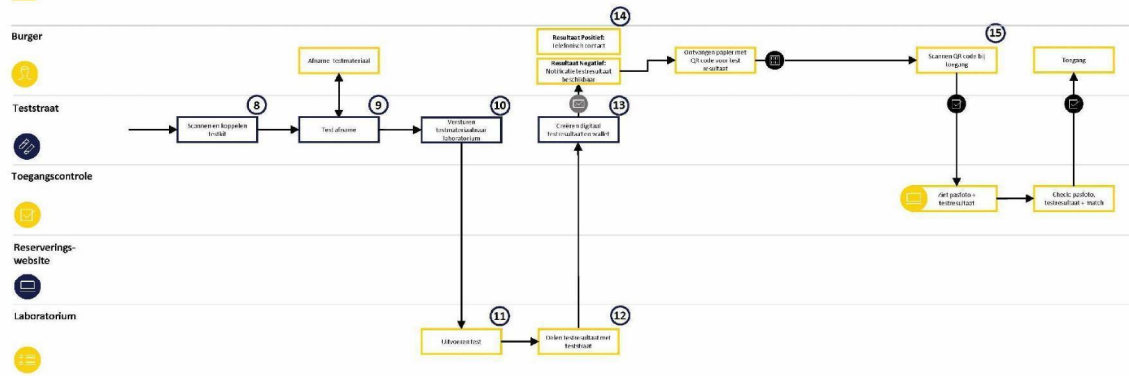 14
Burger
Resultaat Positief:
Telefonisch contact
Resultaat Negatief:
Notificatie testresultaat
beschikbaar
Ontvangen papier met
QR code voor test
resultaat
15
Scannen QR code bij
toegang
Toegang
Afname testmateriaal
Teststraat
8
Scannen en koppelen
testkit
9
Test afname
10
Versturen
testmateriaal naar
laboratorium
13
Creëren digitaal
testresultaat en wallet
Toegangscontrole
Ziet pasfoto +
testresultaat
Check: pasfoto,
testresultaat + match
Reserverings-
website
Laboratorium
11
Uitvoeren test
12
Delen testresultaat met
teststraat